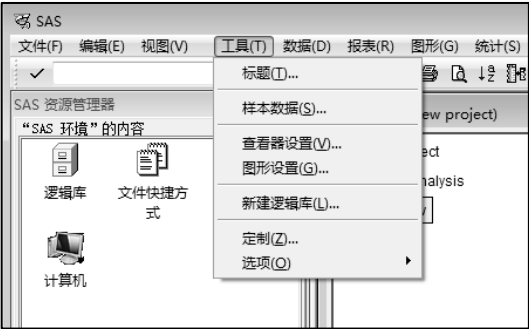 SAS
文件(F) 编辑(E) 视图(V) 工具(T) 数据(D) 报表(R) 图形(G) 统计(S)
标题(T)...
SAS 资源管理器
样本数据(S)...
ew project)
“SAS 环境”的内容
查看器设置(V)...
ect
图形设置(G)...
nalysis
逻辑库 文件快捷方式
新建逻辑库(L)...
定制(Z)...
选项(O)
计算机